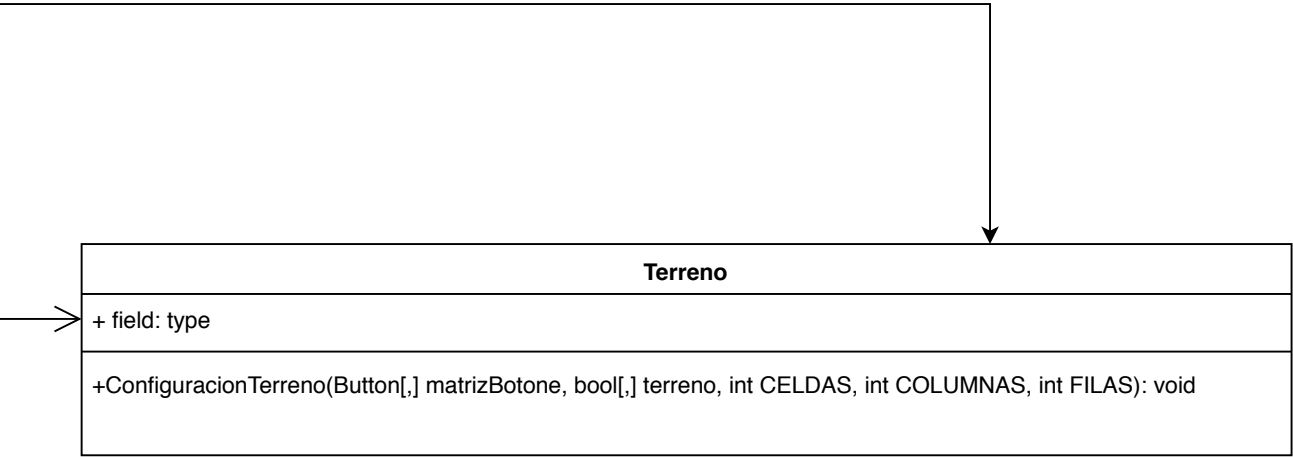 Terreno
+ field: type
+ConfiguracionTerreno(Button[,] matrizBotone, bool[,] terreno, int CELDAS, int COLUMNAS, int FILAS): void